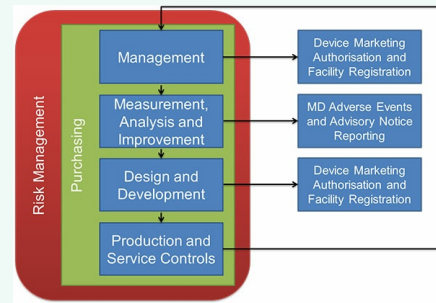 Risk Management
Purchasing
Management
Device Marketing
Authorisation and
Facility Registration
Measurement,
Analysis and
Improvement
MD Adverse Events
and Advisory Notice
Reporting
Design and
Development
Device Marketing
Authorisation and
Facility Registration
Production and
Service Controls